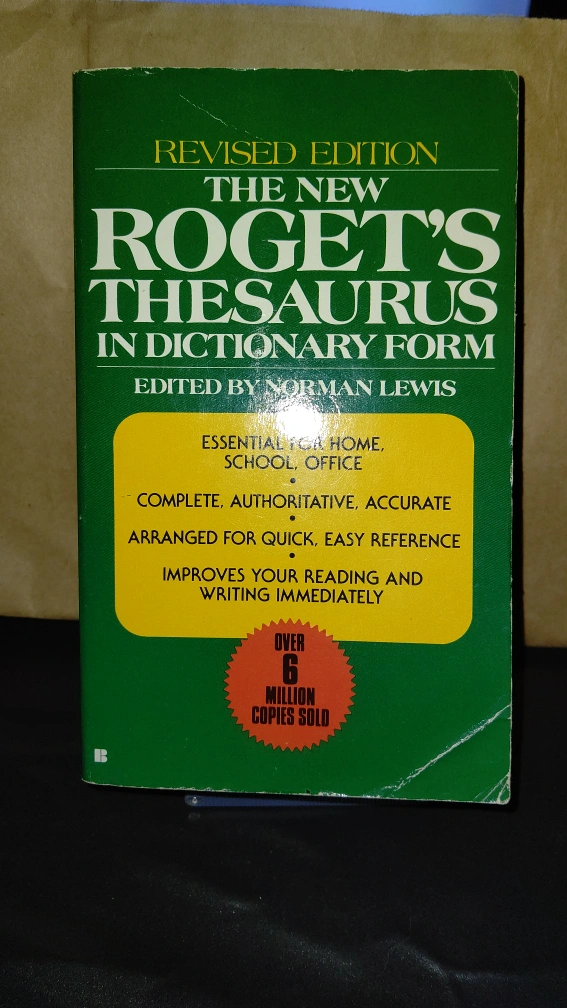 REVISED EDITION
THE NEW
ROGET'S
THESAURUS
IN DICTIONARY FORM
EDITED BY NORMAN LEWIS
ESSENTIAL FOR HOME,
SCHOOL, OFFICE
•
COMPLETE, AUTHORITATIVE, ACCURATE
•
ARRANGED FOR QUICK, EASY REFERENCE
•
IMPROVES YOUR READING AND
WRITING IMMEDIATELY
OVER
6
MILLION
COPIES SOLD
B